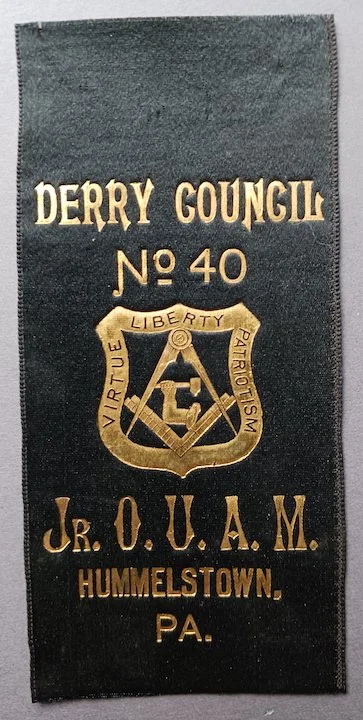 DERRY COUNCIL
No 40
VIRTUE LIBERTY PATRIOTISM
JR. O. U. A. M.
HUMMELSTOWN,
PA.